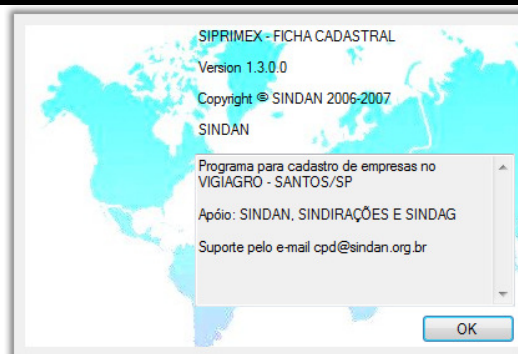 SIPRIMEX - FICHA CADASTRAL
Version 1.3.0.0
Copyright © SINDAN 2006-2007
SINDAN
Programa para cadastro de empresas no
VIGIAGRO - SANTOS/SP
Apóio: SINDAN, SINDIRAÇÕES E SINDAG
Suporte pelo e-mail cpd@sindan.org.br
OK